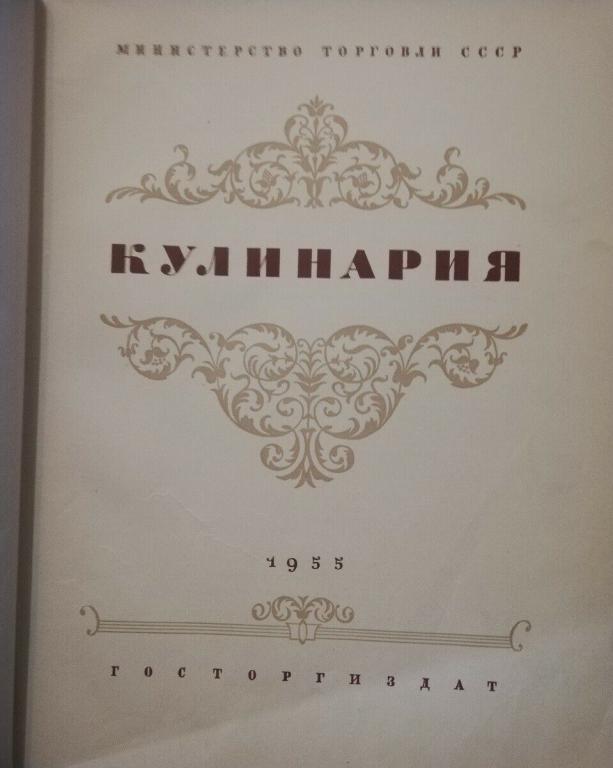 МИНИСТЕРСТВО ТОРГОВЛИ СССР
КУЛИНАРИЯ
1955
ГОСТОРГИЗДАТ